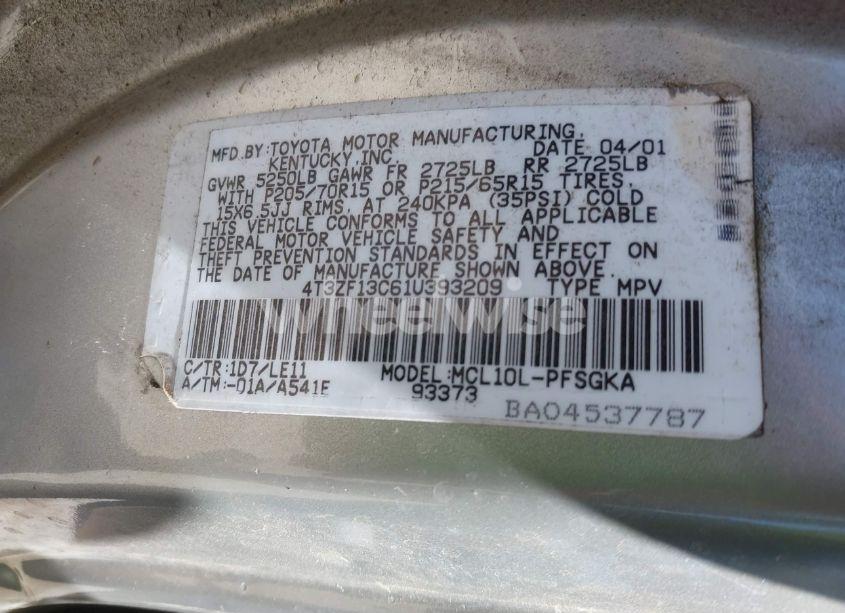 MFD.BY:TOYOTA MOTOR MANUFACTURING,
KENTUCKY,INC. DATE 04/01
GVWR 5250LB GAWR FR 2725LB RR 2725LB
WITH P205/70R15 OR P215/65R15 TIRES,
15X6.5JJ RIMS, AT 240KPA (35PSI) COLD
THIS VEHICLE CONFORMS TO ALL APPLICABLE
FEDERAL MOTOR VEHICLE SAFETY AND
THEFT PREVENTION STANDARDS IN EFFECT ON
THE DATE OF MANUFACTURE SHOWN ABOVE.
4T3ZF13C61U393209 TYPE MPV
wheelwise
C/TR:1D7/LE11 MODEL:MCL10L-PFSGKA
A/TM:-01A/A541E 93373
BA04537787